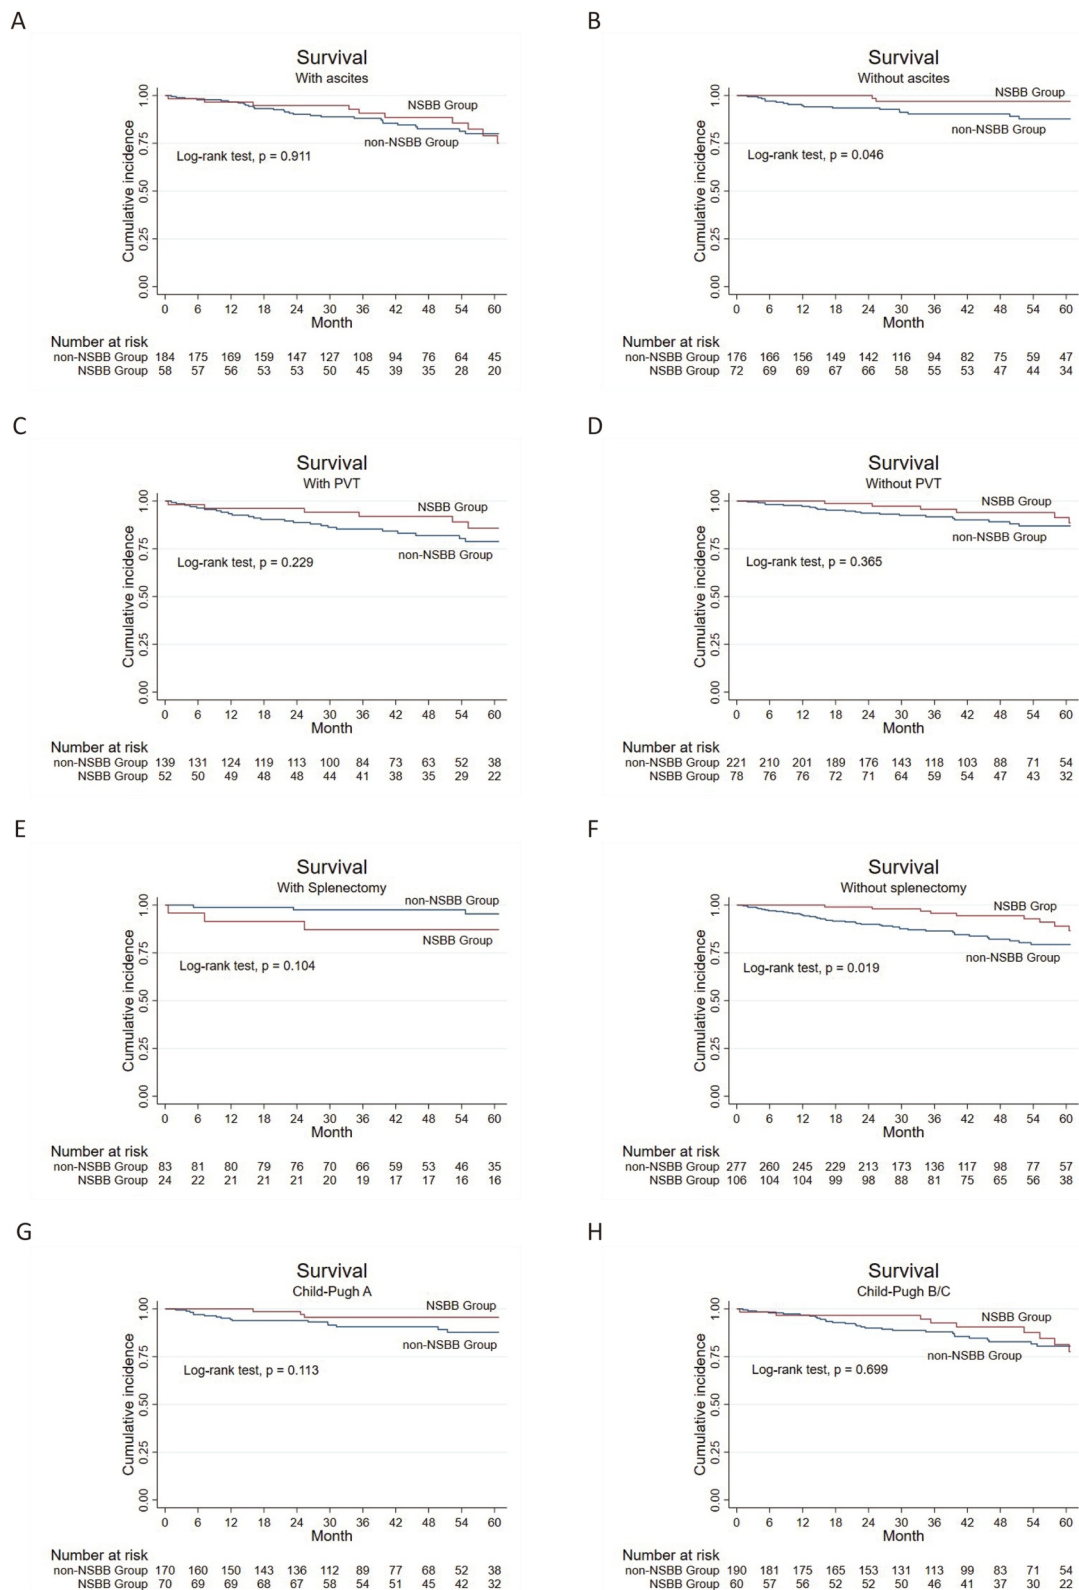 A
Survival
With ascites
NSBB Group
non-NSBB Group
Log-rank test, p = 0.911
Cumulative incidence
1.00
0.75
0.50
0.25
0.00
0 6 12 18 24 30 36 42 48 54 60
Month
Number at risk
non-NSBB Group 184 175 169 159 147 127 108 94 76 64 45
NSBB Group 58 57 56 53 53 50 45 39 35 28 20
B
Survival
Without ascites
NSBB Group
non-NSBB Group
Log-rank test, p = 0.046
Cumulative incidence
1.00
0.75
0.50
0.25
0.00
0 6 12 18 24 30 36 42 48 54 60
Month
Number at risk
non-NSBB Group 176 166 156 149 142 116 94 82 75 59 47
NSBB Group 72 69 69 67 66 58 55 53 47 44 34
C
Survival
With PVT
NSBB Group
non-NSBB Group
Log-rank test, p = 0.229
Cumulative incidence
1.00
0.75
0.50
0.25
0.00
0 6 12 18 24 30 36 42 48 54 60
Month
Number at risk
non-NSBB Group 139 131 124 119 113 100 84 73 63 52 38
NSBB Group 52 50 49 48 48 44 41 38 35 29 22
D
Survival
Without PVT
NSBB Group
non-NSBB Group
Log-rank test, p = 0.365
Cumulative incidence
1.00
0.75
0.50
0.25
0.00
0 6 12 18 24 30 36 42 48 54 60
Month
Number at risk
non-NSBB Group 221 210 201 189 176 143 118 103 88 71 54
NSBB Group 78 76 76 72 71 64 59 54 47 43 32
E
Survival
With Splenectomy
non-NSBB Group
NSBB Group
Log-rank test, p = 0.104
Cumulative incidence
1.00
0.75
0.50
0.25
0.00
0 6 12 18 24 30 36 42 48 54 60
Month
Number at risk
non-NSBB Group 83 81 80 79 76 70 66 59 53 46 35
NSBB Group 24 22 21 21 21 20 19 17 17 16 16
F
Survival
Without splenectomy
NSBB Grop
non-NSBB Group
Log-rank test, p = 0.019
Cumulative incidence
1.00
0.75
0.50
0.25
0.00
0 6 12 18 24 30 36 42 48 54 60
Month
Number at risk
non-NSBB Group 277 260 245 229 213 173 136 117 98 77 57
NSBB Group 106 104 104 99 98 88 81 75 65 56 38
G
Survival
Child-Pugh A
NSBB Group
non-NSBB Group
Log-rank test, p = 0.113
Cumulative incidence
1.00
0.75
0.50
0.25
0.00
0 6 12 18 24 30 36 42 48 54 60
Month
Number at risk
non-NSBB Group 170 160 150 143 136 112 89 77 68 52 38
NSBB Group 70 69 69 68 67 58 54 51 45 42 32
H
Survival
Child-Pugh B/C
NSBB Group
non-NSBB Group
Log-rank test, p = 0.699
Cumulative incidence
1.00
0.75
0.50
0.25
0.00
0 6 12 18 24 30 36 42 48 54 60
Month
Number at risk
non-NSBB Group 190 181 175 165 153 131 113 99 83 71 54
NSBB Group 60 57 56 52 52 50 46 41 37 30 22